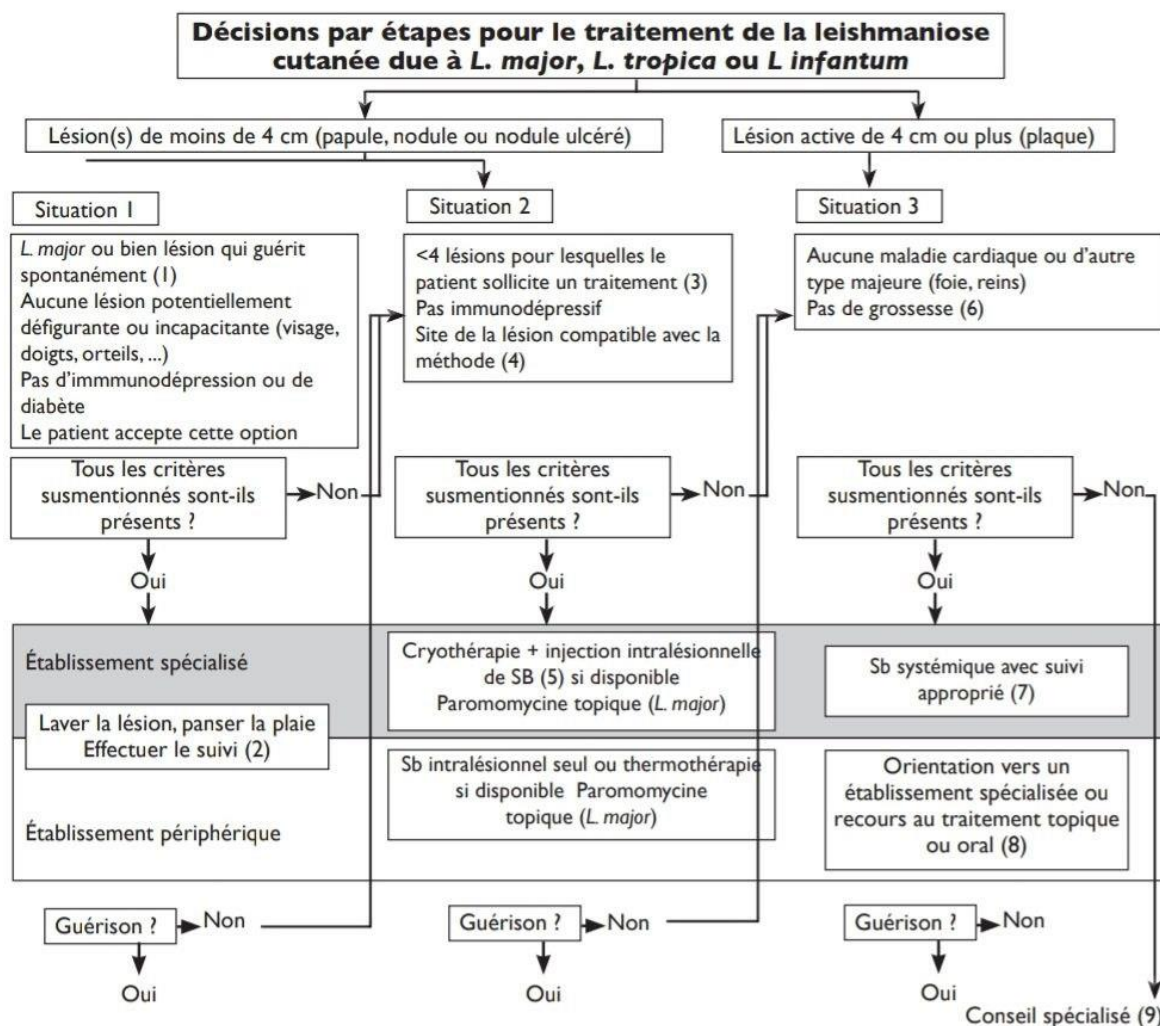 Décisions par étapes pour le traitement de la leishmaniose
cutanée due à L. major, L. tropica ou L infantum
Lésion(s) de moins de 4 cm (papule, nodule ou nodule ulcéré)
Lésion active de 4 cm ou plus (plaque)
Situation 1
L. major ou bien lésion qui guérit
spontanément (1)
Aucune lésion potentiellement
défigurante ou incapacitante (visage,
doigts, orteils, ...)
Pas d'immmunodépression ou de
diabète
Le patient accepte cette option
Situation 2
<4 lésions pour lesquelles le
patient sollicite un traitement (3)
Pas immunodépressif
Site de la lésion compatible avec la
méthode (4)
Situation 3
Aucune maladie cardiaque ou d'autre
type majeure (foie, reins)
Pas de grossesse (6)
Tous les critères
susmentionnés sont-ils
présents ?
Non
Oui
Tous les critères
susmentionnés sont-ils
présents ?
Non
Oui
Tous les critères
susmentionnés sont-ils
présents ?
Non
Oui
Établissement spécialisé
Cryothérapie + injection intralésionnelle
de SB (5) si disponible
Paromomycine topique (L. major)
Sb systémique avec suivi
approprié (7)
Laver la lésion, panser la plaie
Effectuer le suivi (2)
Établissement périphérique
Sb intralésionnel seul ou thermothérapie
si disponible Paromomycine
topique (L. major)
Orientation vers un
établissement spécialisée ou
recours au traitement topique
ou oral (8)
Guérison ?
Non
Oui
Guérison ?
Non
Oui
Guérison ?
Non
Oui
Conseil spécialisé (9)